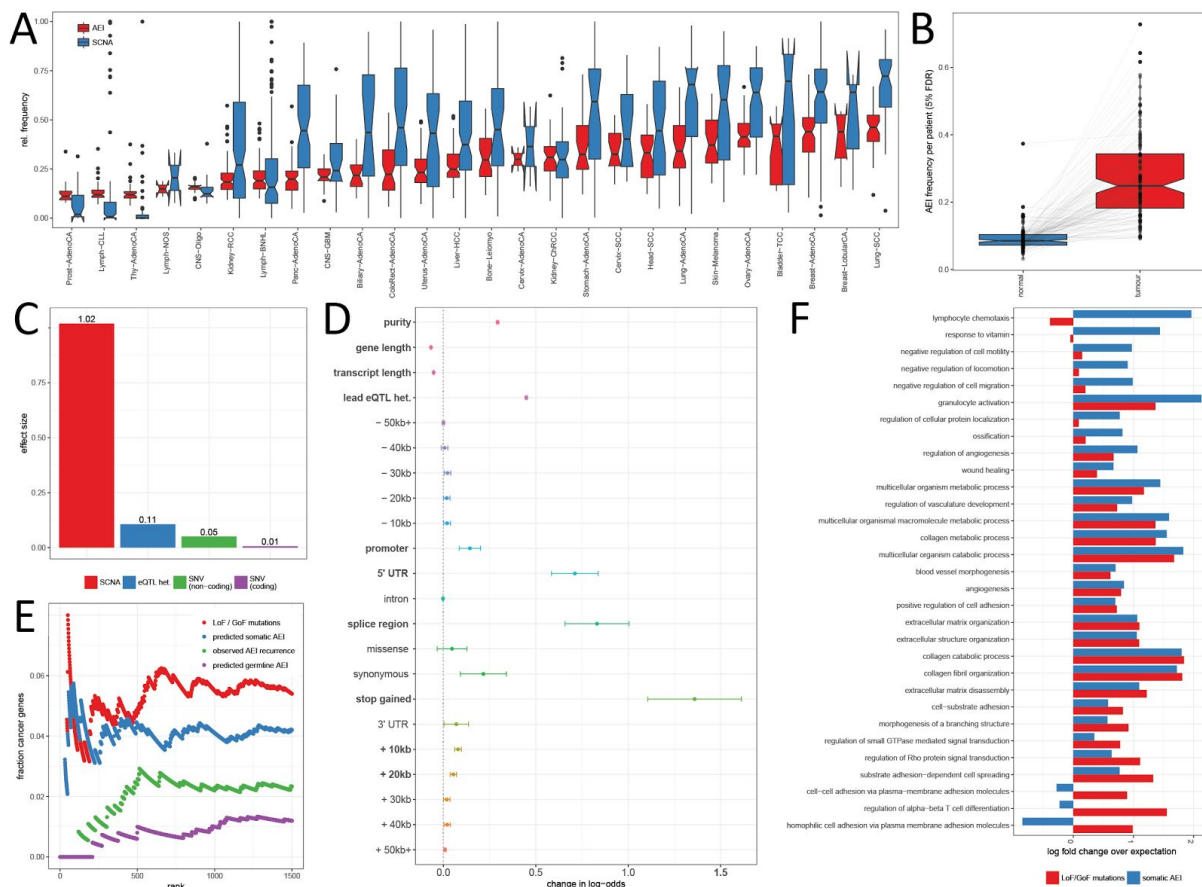 A
AEI
SCNA
rel. frequency
1.00
0.75
0.50
0.25
0.00
Prost-AdenoCA
Lymph-CLL
Thy-AdenoCA
Lymph-NOS
CNS-Oligo
Kidney-RCC
Lymph-BNHL
Panc-AdenoCA
CNS-GBM
Biliary-AdenoCA
ColoRect-AdenoCA
Uterus-AdenoCA
Liver-HCC
Bone-Leiomyo
Cervix-AdenoCA
Kidney-ChRCC
Stomach-AdenoCA
Cervix-SCC
Head-SCC
Lung-AdenoCA
Skin-Melanoma
Ovary-AdenoCA
Bladder-TCC
Breast-AdenoCA
Breast-LobularCA
Lung-SCC
B
AEI frequency per patient (5% FDR)
0.6
0.4
0.2
0.0
normal
tumour
C
effect size
1.02
0.11
0.05
0.01
0.75
0.50
0.25
0.00
SCNA
eQTL het.
SNV
(non-coding)
SNV
(coding)
D
purity
gene length
transcript length
lead eQTL het.
- 50kb+
- 40kb
- 30kb
- 20kb
- 10kb
promoter
5' UTR
intron
splice region
missense
synonymous
stop gained
3' UTR
+ 10kb
+ 20kb
+ 30kb
+ 40kb
+ 50kb+
0.0
0.5
1.0
1.5
change in log-odds
E
LoF / GoF mutations
predicted somatic AEI
observed AEI recurrence
predicted germline AEI
fraction cancer genes
0.08
0.06
0.04
0.02
0.00
0
500
1000
1500
rank
F
lymphocyte chemotaxis
response to vitamin
negative regulation of cell motility
negative regulation of locomotion
negative regulation of cell migration
granulocyte activation
regulation of cellular protein localization
ossification
regulation of angiogenesis
wound healing
multicellular organism metabolic process
regulation of vasculature development
multicellular organismal macromolecule metabolic process
collagen metabolic process
multicellular organism catabolic process
blood vessel morphogenesis
angiogenesis
positive regulation of cell adhesion
extracellular matrix organization
extracellular structure organization
collagen catabolic process
collagen fibril organization
extracellular matrix disassembly
cell-substrate adhesion
morphogenesis of a branching structure
regulation of small GTPase mediated signal transduction
regulation of Rho protein signal transduction
substrate adhesion-dependent cell spreading
cell-cell adhesion via plasma-membrane adhesion molecules
regulation of alpha-beta T cell differentiation
homophilic cell adhesion via plasma membrane adhesion molecules
0
1
2
log fold change over expectation
LoF/GoF mutations
somatic AEI